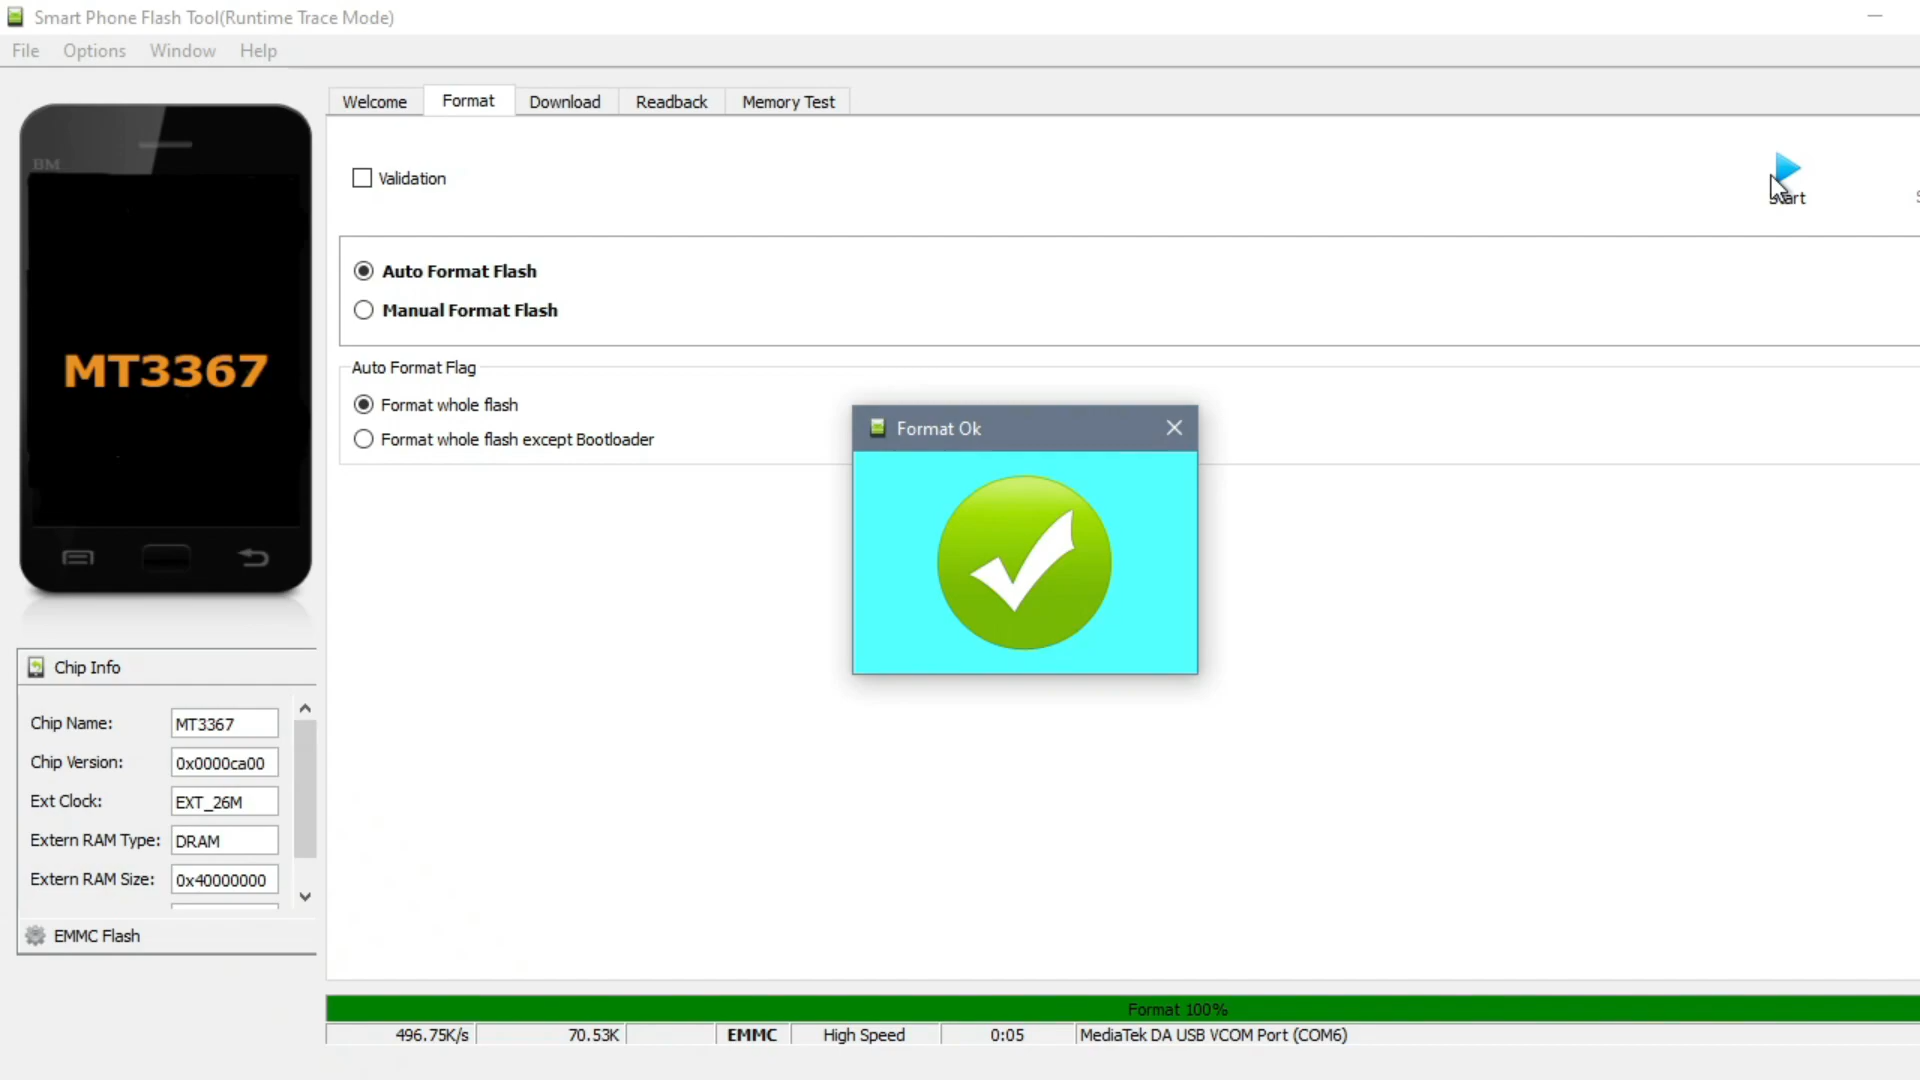 Smart Phone Flash Tool(Runtime Trace Mode)
File Options Window Help
Welcome Format Download Readback Memory Test
BM
Validation
Start
Auto Format Flash
Manual Format Flash
MT3367
Auto Format Flag
Format whole flash
Format whole flash except Bootloader
Format Ok
Chip Info
Chip Name: MT3367
Chip Version: 0x0000ca00
Ext Clock: EXT_26M
Extern RAM Type: DRAM
Extern RAM Size: 0x40000000
EMMC Flash
Format 100%
496.75K/s 70.53K EMMC High Speed 0:05 MediaTek DA USB VCOM Port (COM6)